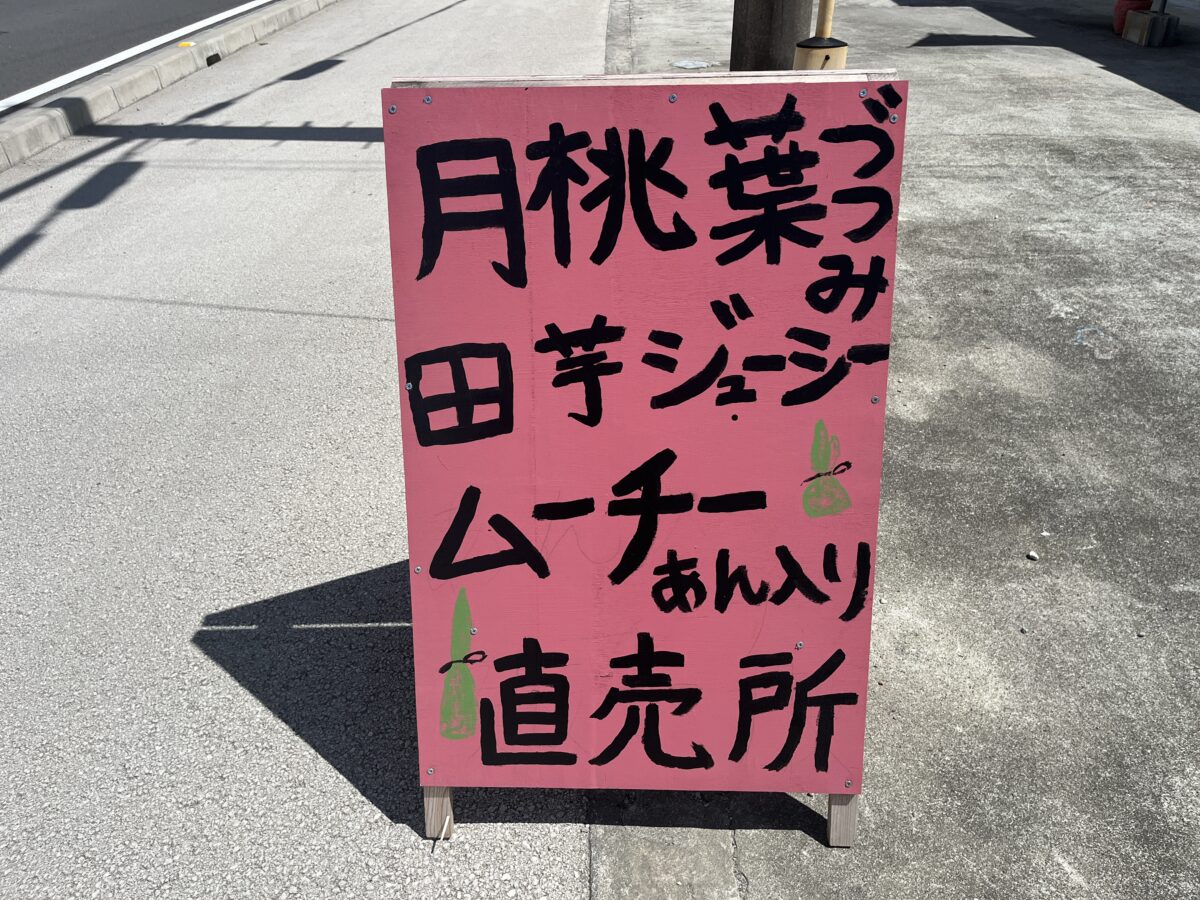 月桃葉づつみ
田芋ジューシー
ムーチー
あん入り
直売所